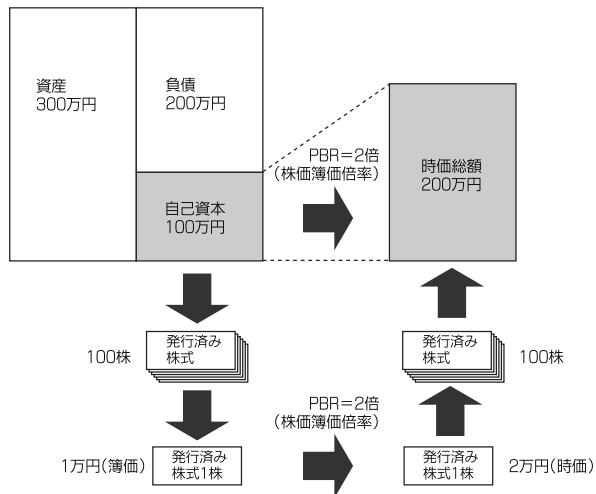 資産
300万円
負債
200万円
自己資本
100万円
PBR=2倍
(株価簿価倍率)
時価総額
200万円
100株
発行済み
株式
発行済み
株式
100株
PBR=2倍
(株価簿価倍率)
1万円(簿価)
発行済み
株式1株
発行済み
株式1株
2万円(時価)